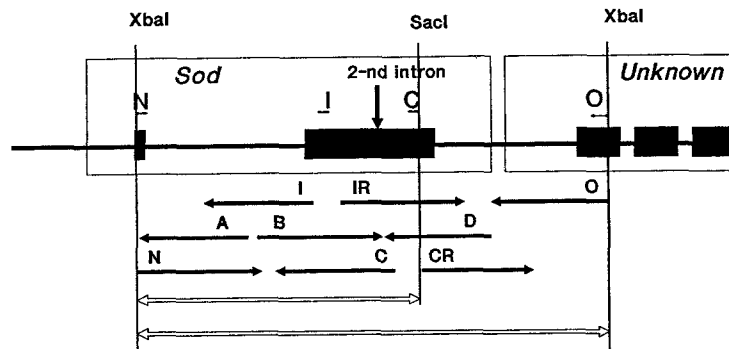 XbaI SacI XbaI
Sod 2-nd intron Unknown
N I C O
I IR O
A B D
N C CR